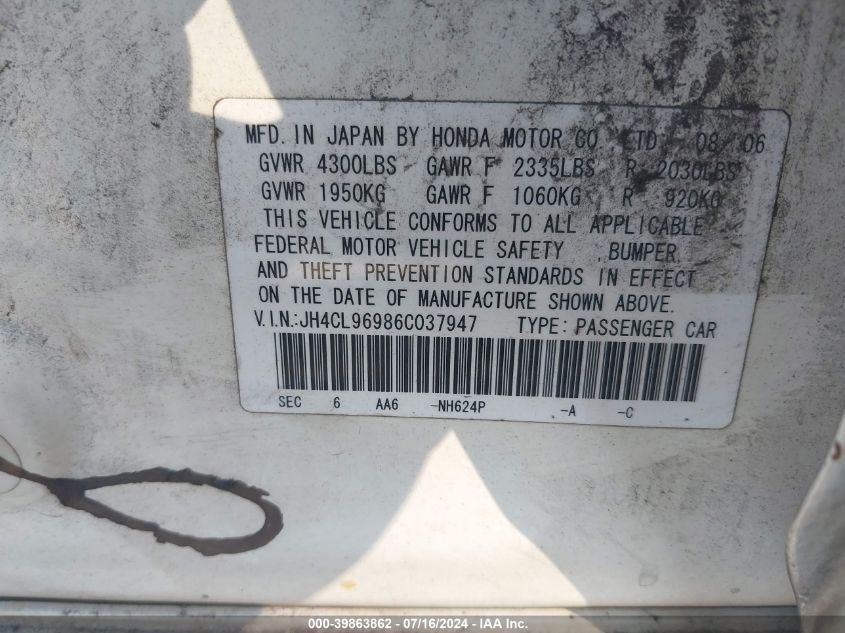 MFD. IN JAPAN BY HONDA MOTOR CO LTD 08/06
GVWR 4300LBS GAWR F 2335LBS R 2030LBS
GVWR 1950KG GAWR F 1060KG R 920KG
THIS VEHICLE CONFORMS TO ALL APPLICABLE
FEDERAL MOTOR VEHICLE SAFETY , BUMPER,
AND THEFT PREVENTION STANDARDS IN EFFECT
ON THE DATE OF MANUFACTURE SHOWN ABOVE.
V.I.N.:JH4CL96986C037947 TYPE: PASSENGER CAR
SEC 6 AA6 -NH624P -A -C
000-39863862 - 07/16/2024 - IAA Inc.